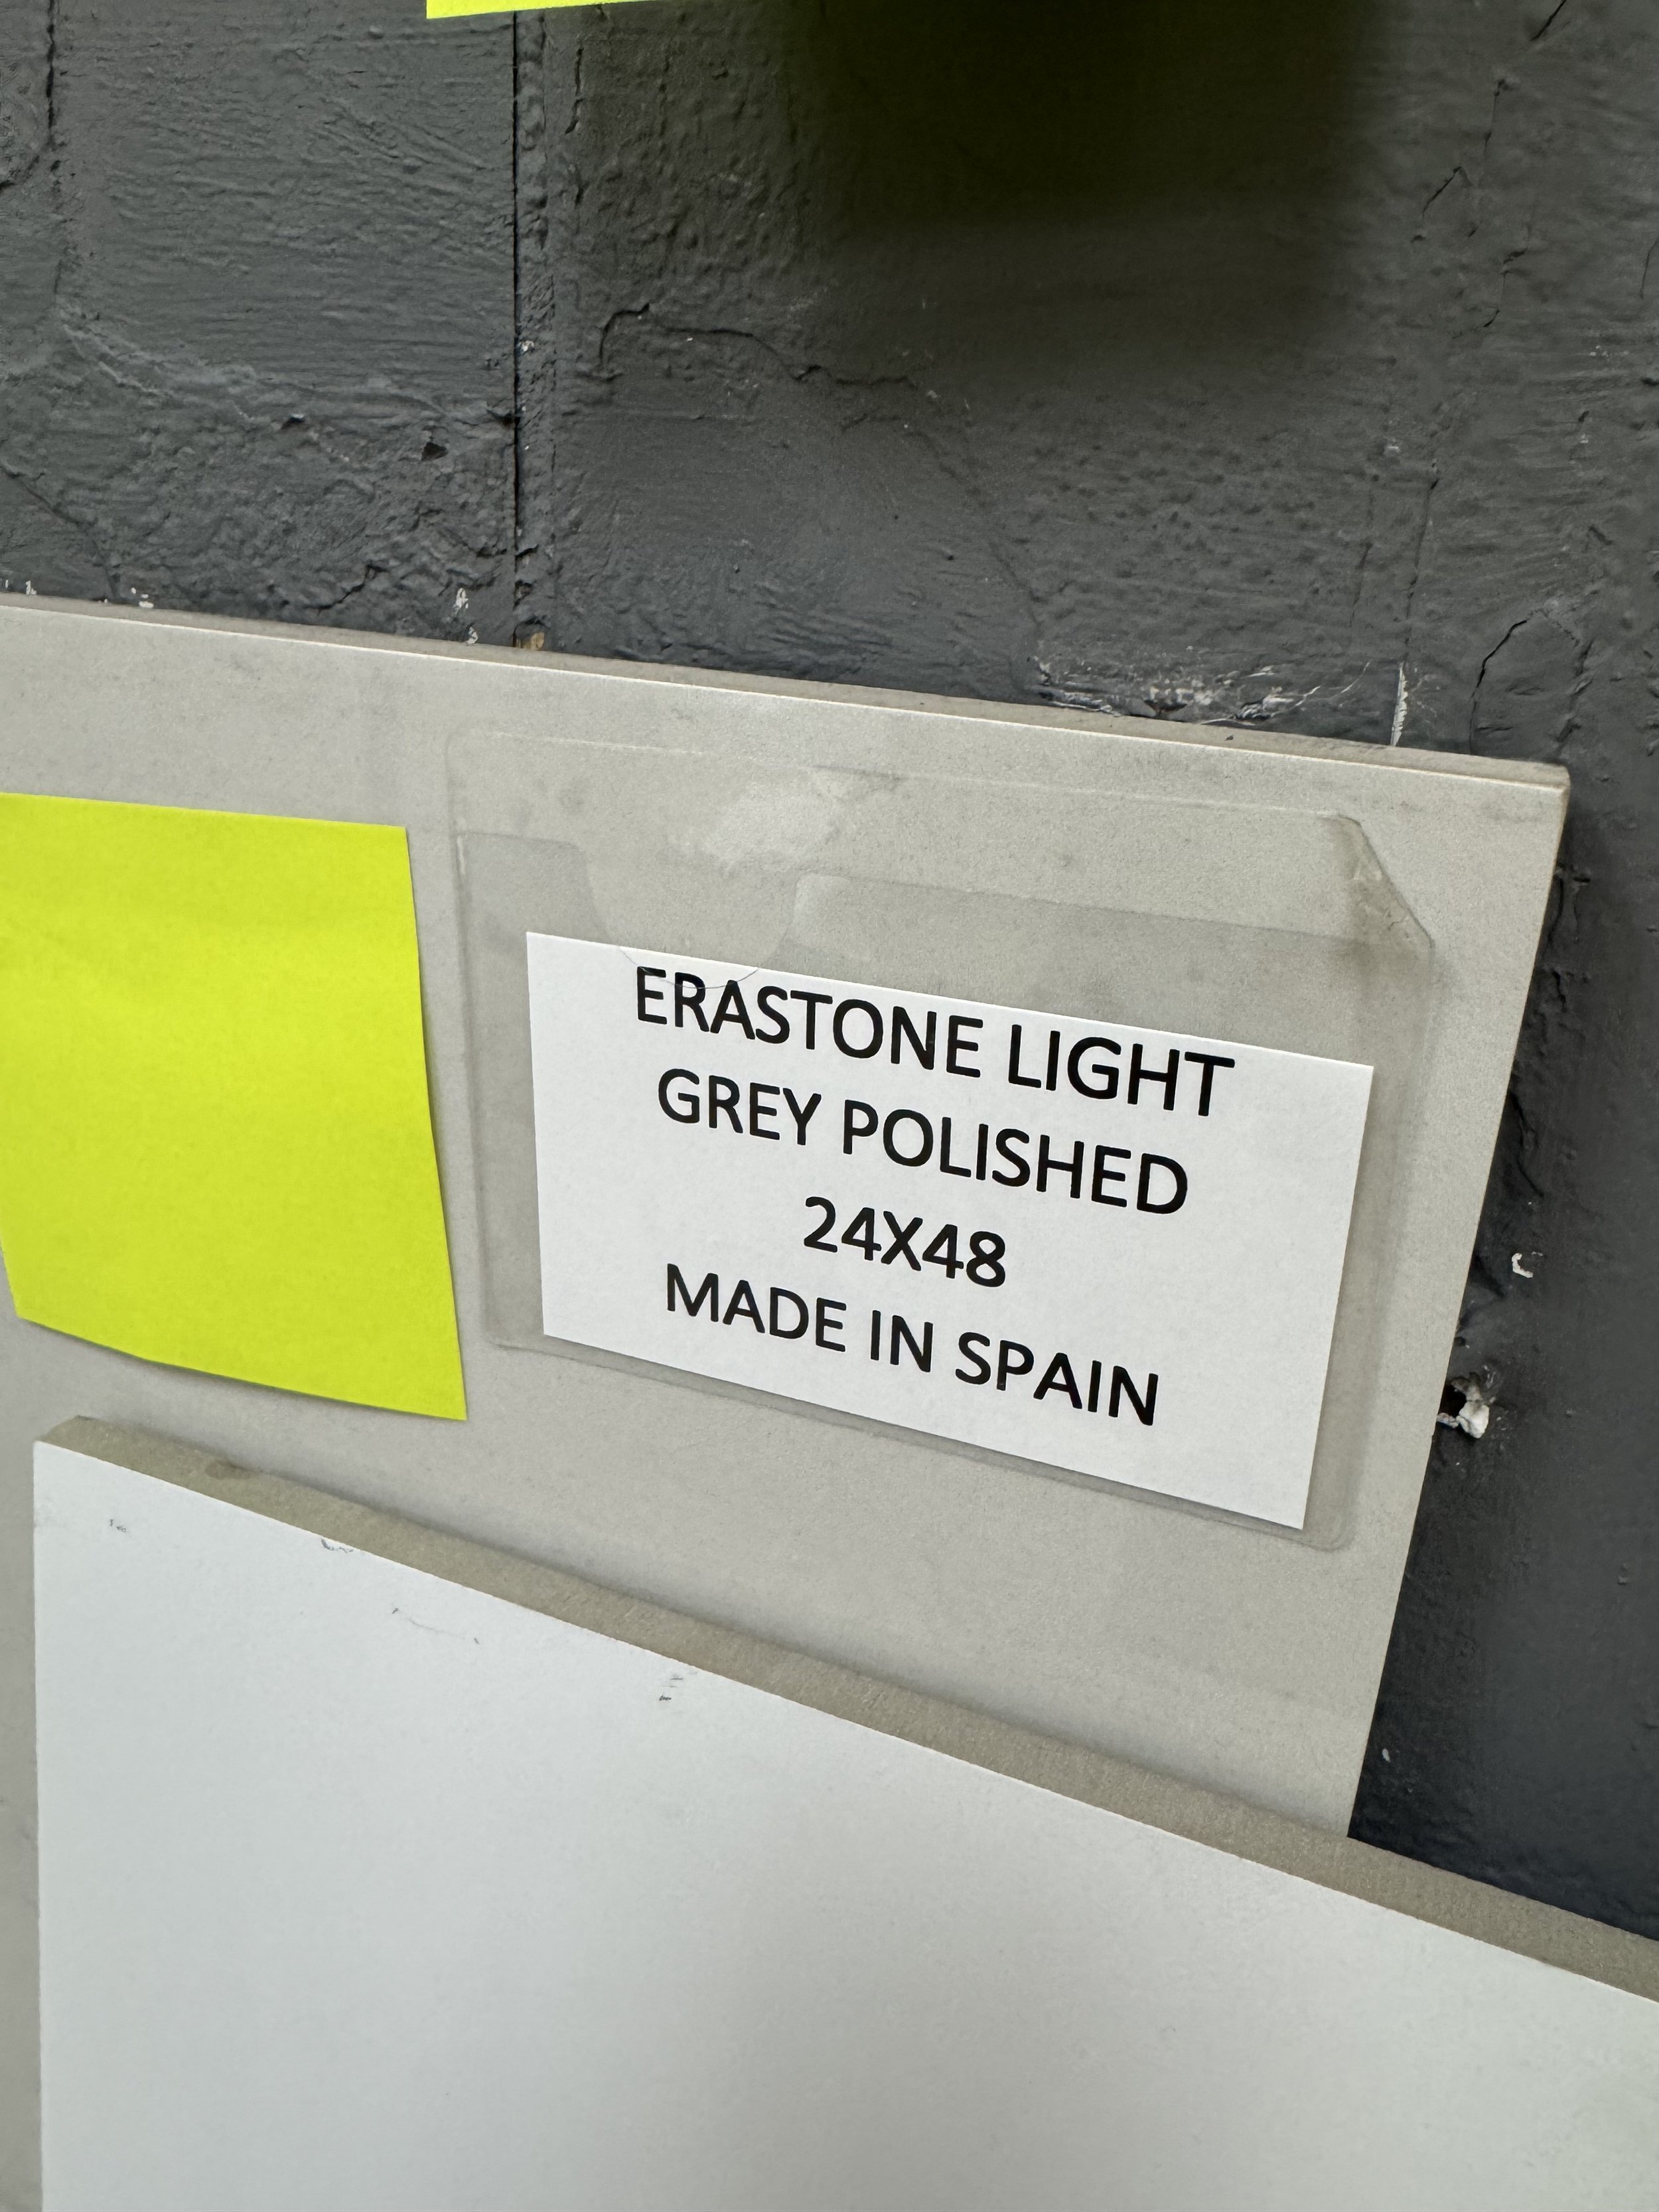 ERASTONE LIGHT
GREY POLISHED
24X48
MADE IN SPAIN